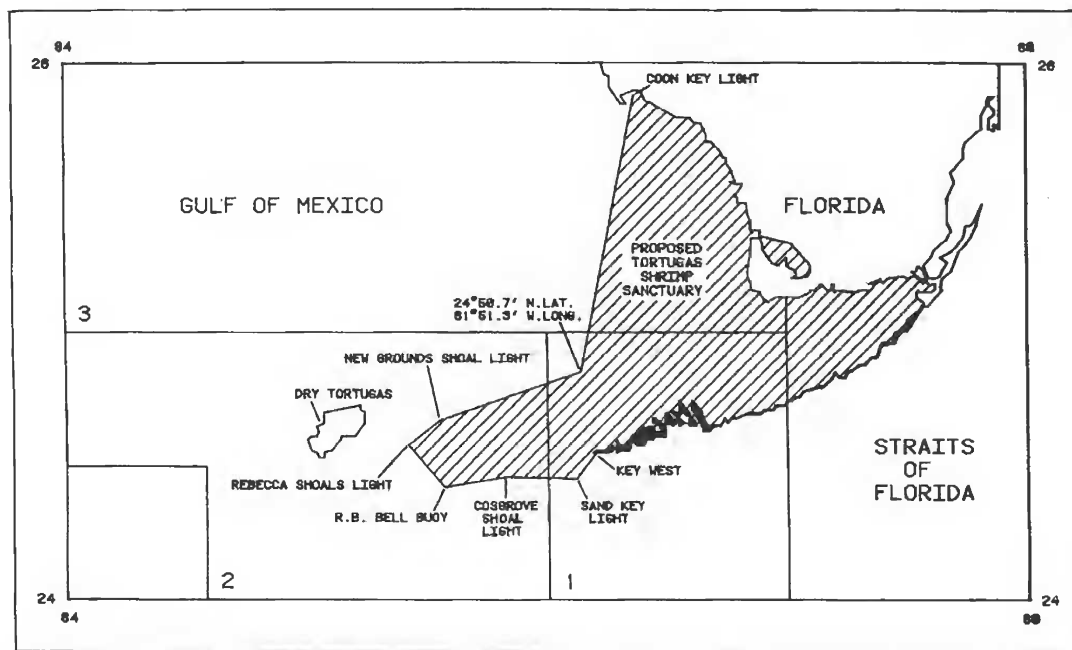 84
26
26
COON KEY LIGHT
GULF OF MEXICO
FLORIDA
PROPOSED
TORTUGAS
SHRIMP
SANCTUARY
24°50.7' N.LAT.
81°51.3' W.LONG.
3
NEW GROUNDS SHOAL LIGHT
DRY TORTUGAS
REBECCA SHOALS LIGHT
R.B. BELL BUOY
COSGROVE
SHOAL
LIGHT
SAND KEY
LIGHT
KEY WEST
STRAITS
OF
FLORIDA
2
1
24
24
84
80